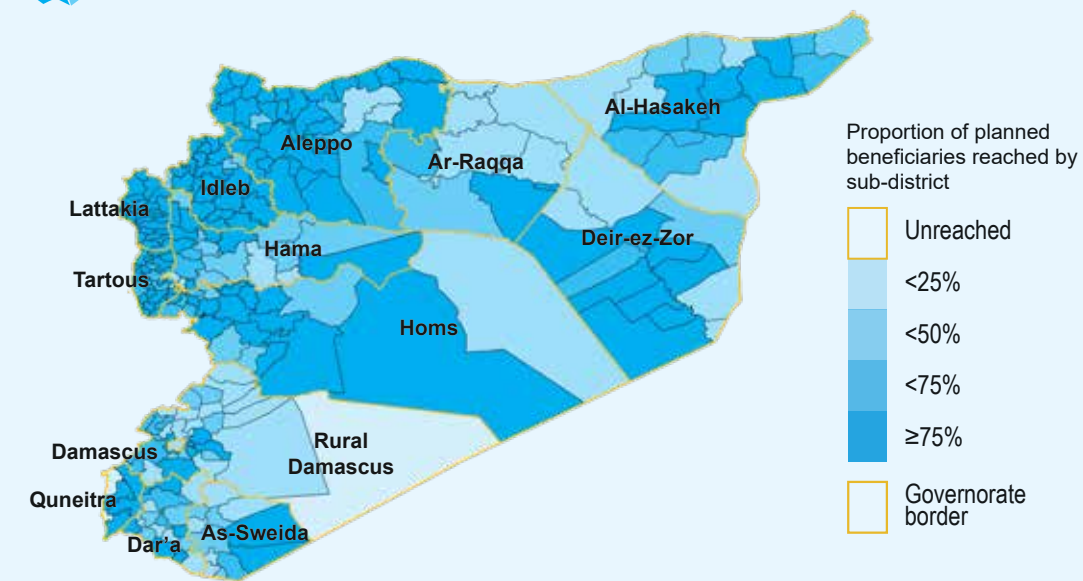 Al-Hasakeh
Aleppo
Ar-Raqqa
Idleb
Lattakia
Deir-ez-Zor
Hama
Tartous
Homs
Rural
Damascus
Damascus
Quneitra
As-Sweida
Dar'a
Proportion of planned
beneficiaries reached by
sub-district
Unreached
<25%
<50%
<75%
≥75%
Governorate
border